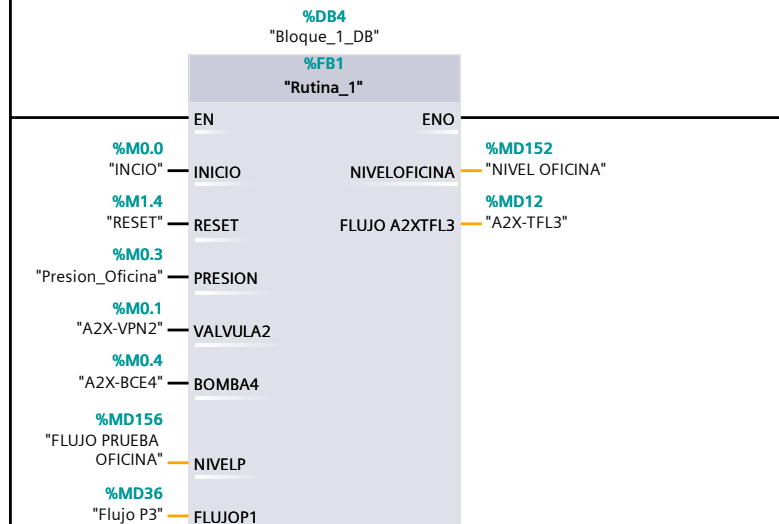 %DB4
"Bloque_1_DB"
%FB1
"Rutina_1"
EN ENO
%M0.0 %MD152
"INCIO" INICIO NIVELOFICINA "NIVEL OFICINA"
%M1.4 %MD12
"RESET" RESET FLUJO A2XTFL3 "A2X-TFL3"
%M0.3
"Presion_Oficina" PRESION
%M0.1
"A2X-VPN2" VALVULA2
%M0.4
"A2X-BCE4" BOMBA4
%MD156
"FLUJO PRUEBA
OFICINA" NIVELP
%MD36
"Flujo P3" FLUJOP1